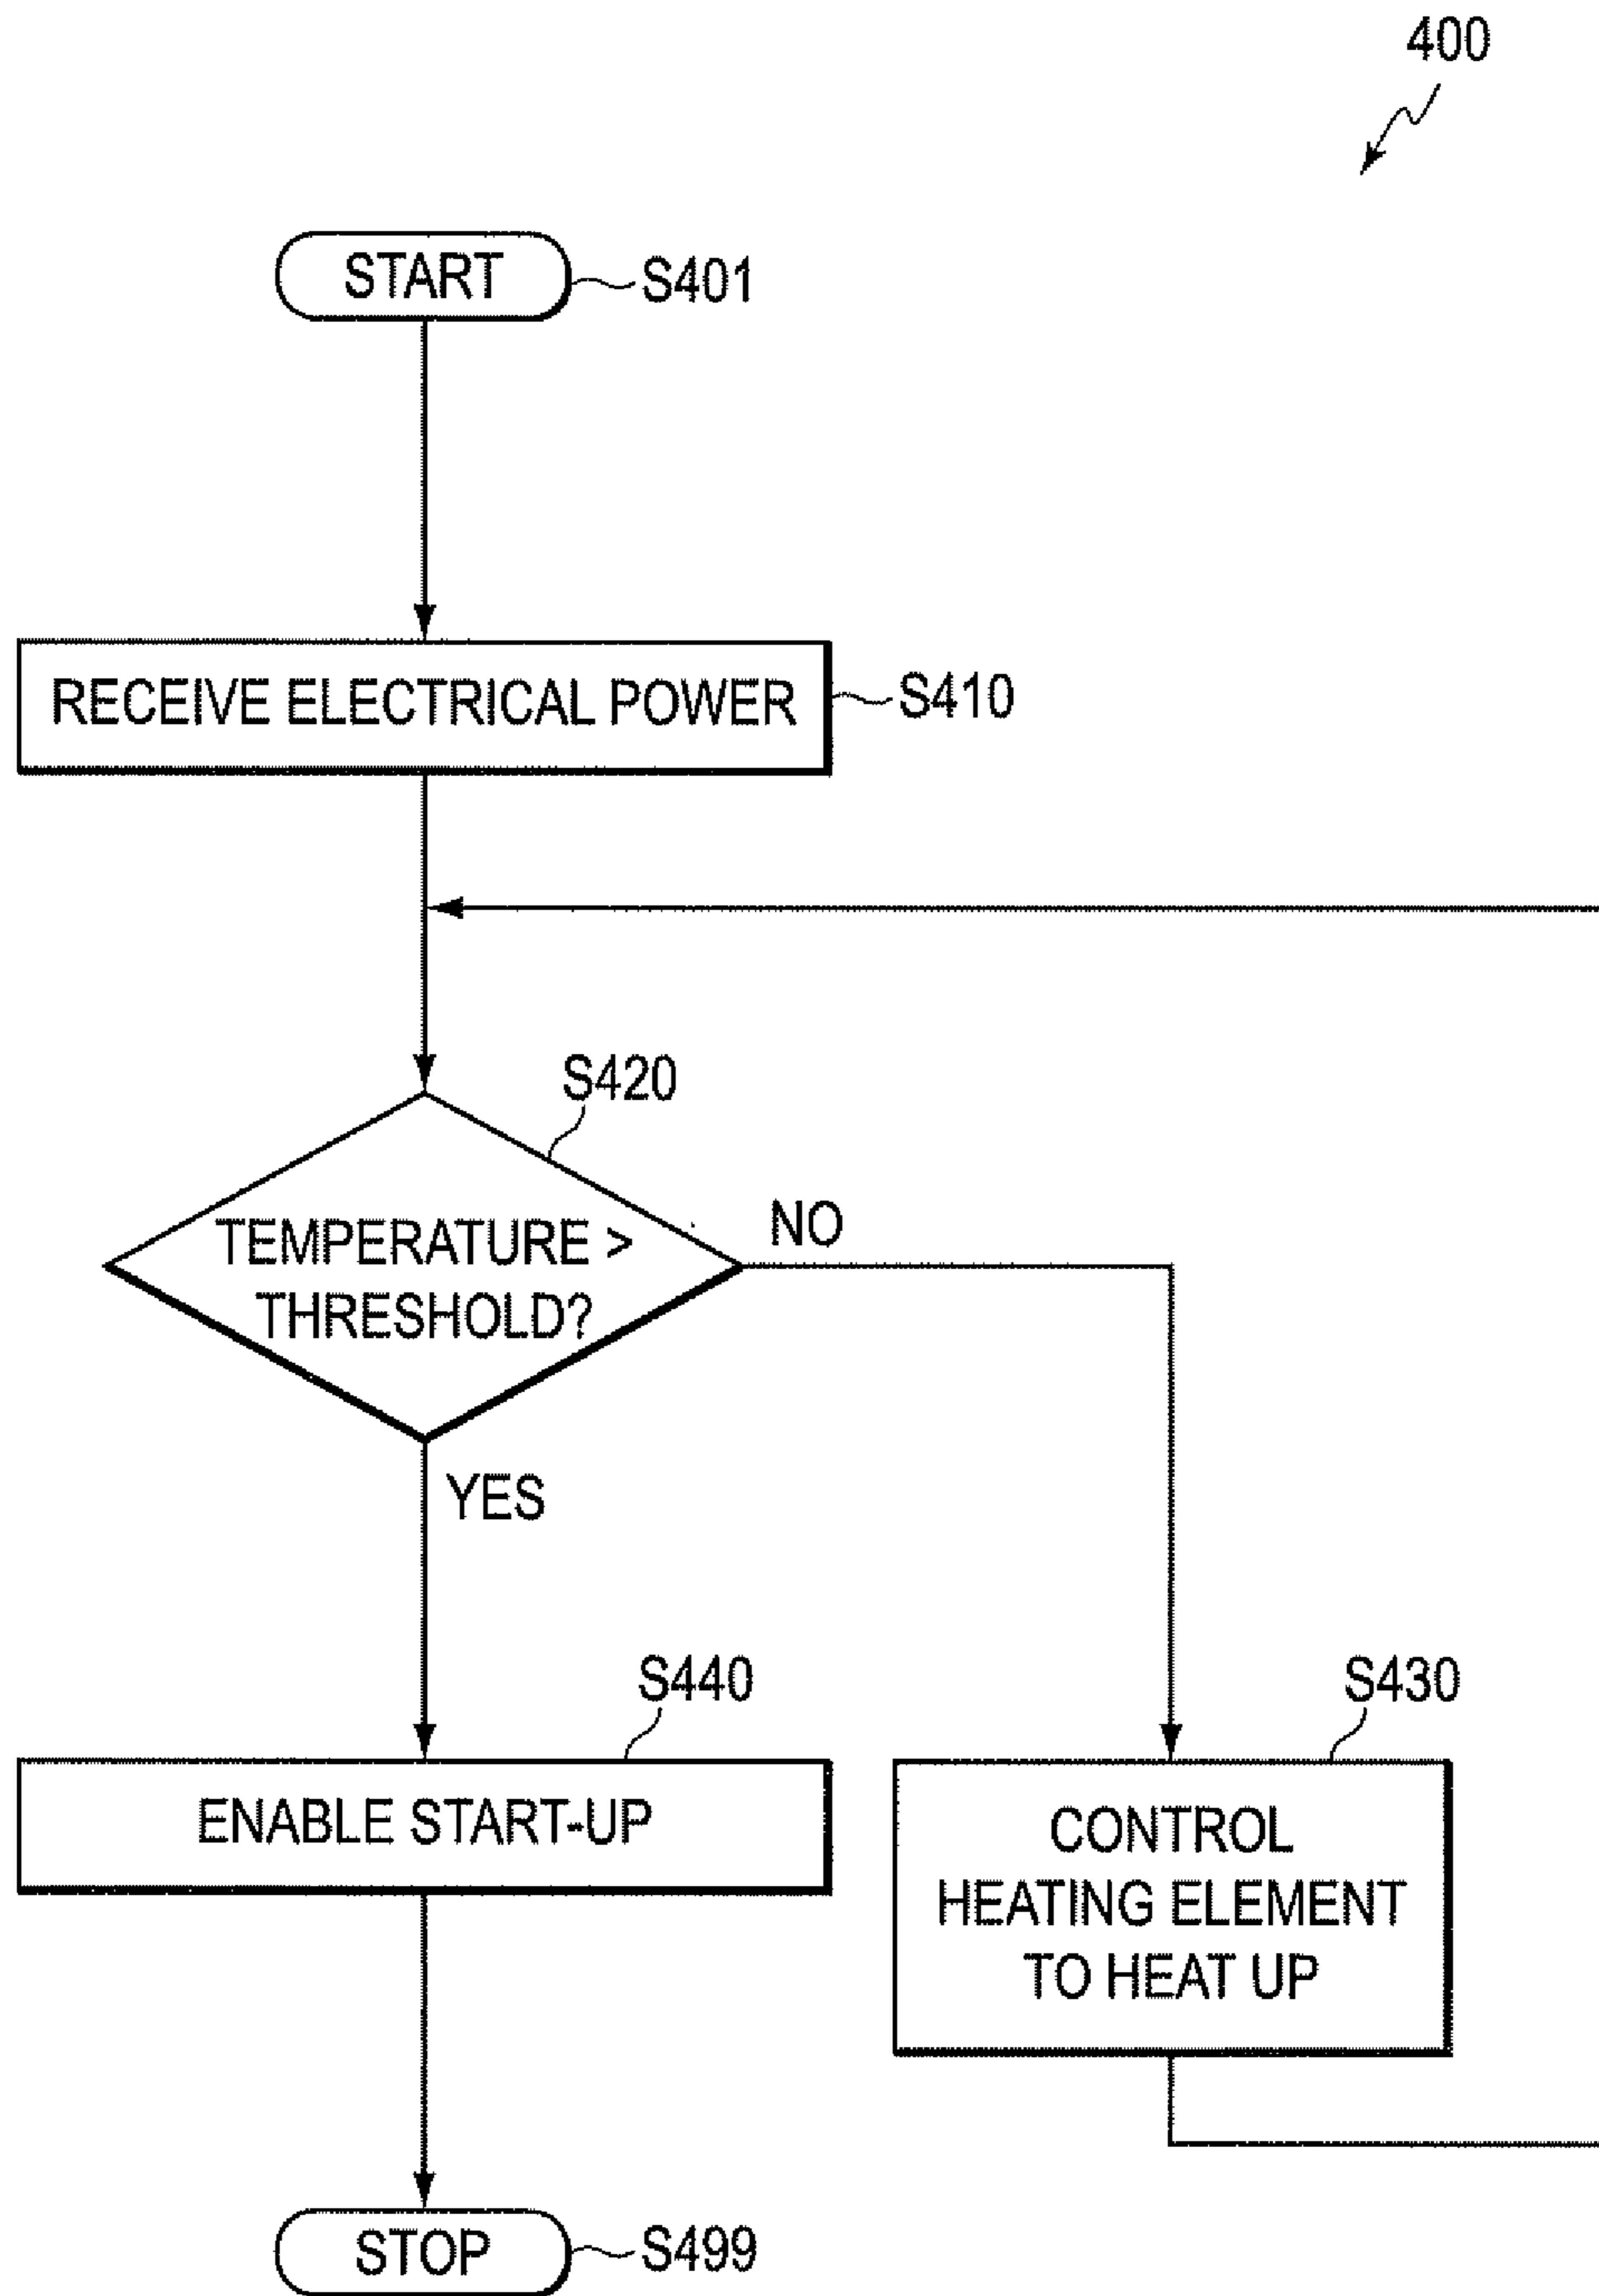 400
START
S401
RECEIVE ELECTRICAL POWER
S410
S420
TEMPERATURE >
THRESHOLD?
NO
YES
S440
ENABLE START-UP
S430
CONTROL
HEATING ELEMENT
TO HEAT UP
STOP
S499